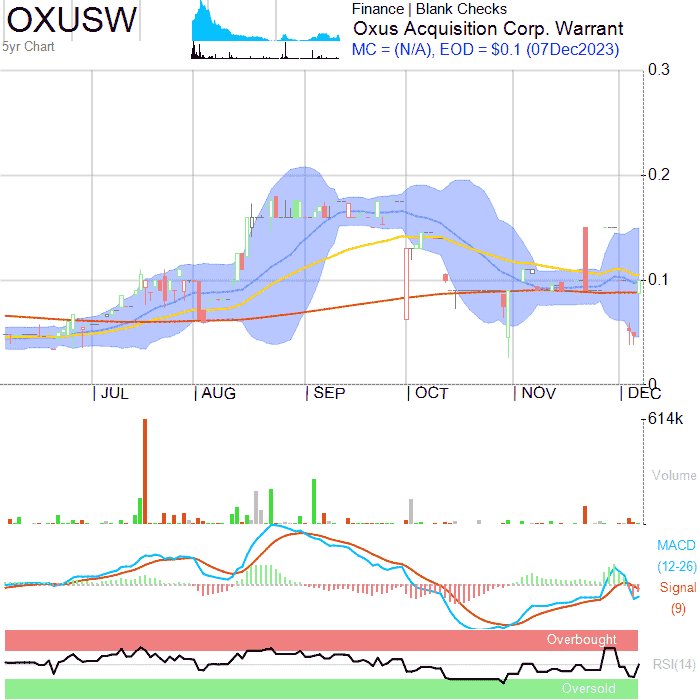 OXUSW
5yr Chart
Finance | Blank Checks
Oxus Acquisition Corp. Warrant
MC = (N/A), EOD = $0.1 (07Dec2023)
0.3
0.2
0.1
0
JUL
AUG
SEP
OCT
NOV
DEC
614k
Volume
MACD
(12-26)
Signal
(9)
Overbought
RSI(14)
Oversold